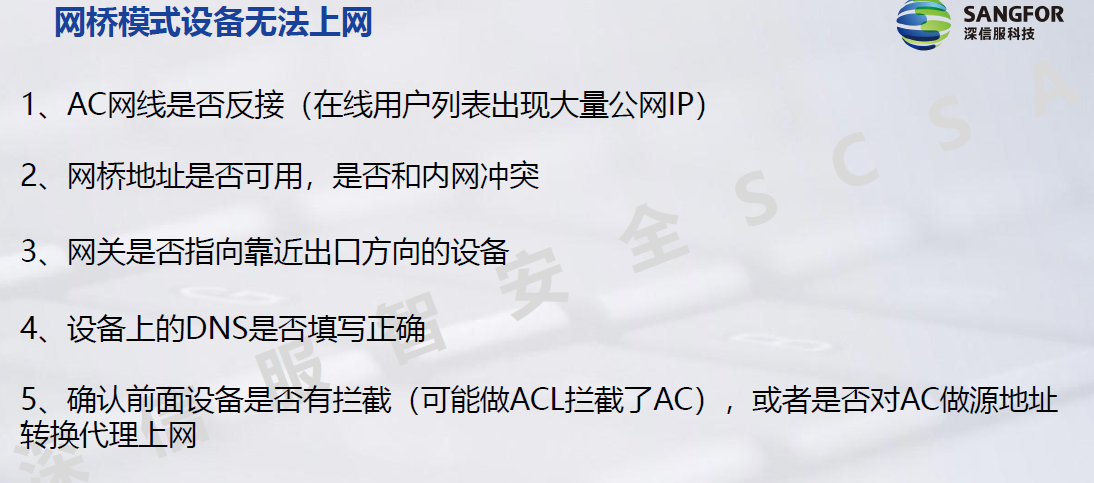 网桥模式设备无法上网
SANGFOR
深信服科技
1、AC网线是否反接（在线用户列表出现大量公网IP）
2、网桥地址是否可用，是否和内网冲突
3、网关是否指向靠近出口方向的设备
4、设备上的DNS是否填写正确
5、确认前面设备是否有拦截（可能做ACL拦截了AC），或者是否对AC做源地址
转换代理上网
深信服智安全SCSA